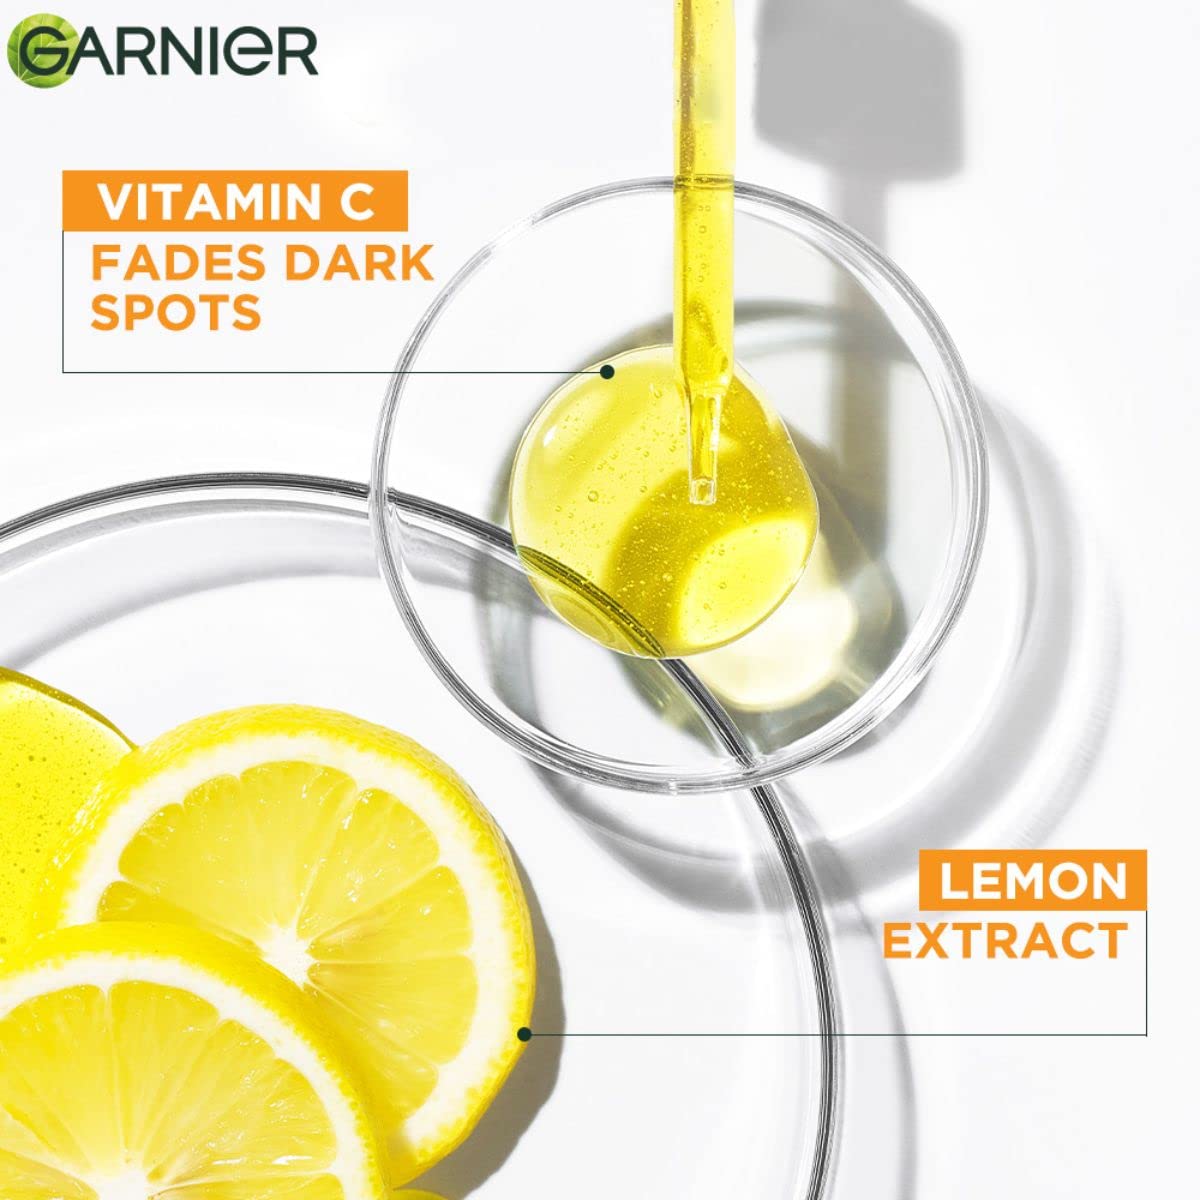 GARNIER
VITAMIN C
FADES DARK
SPOTS
LEMON
EXTRACT